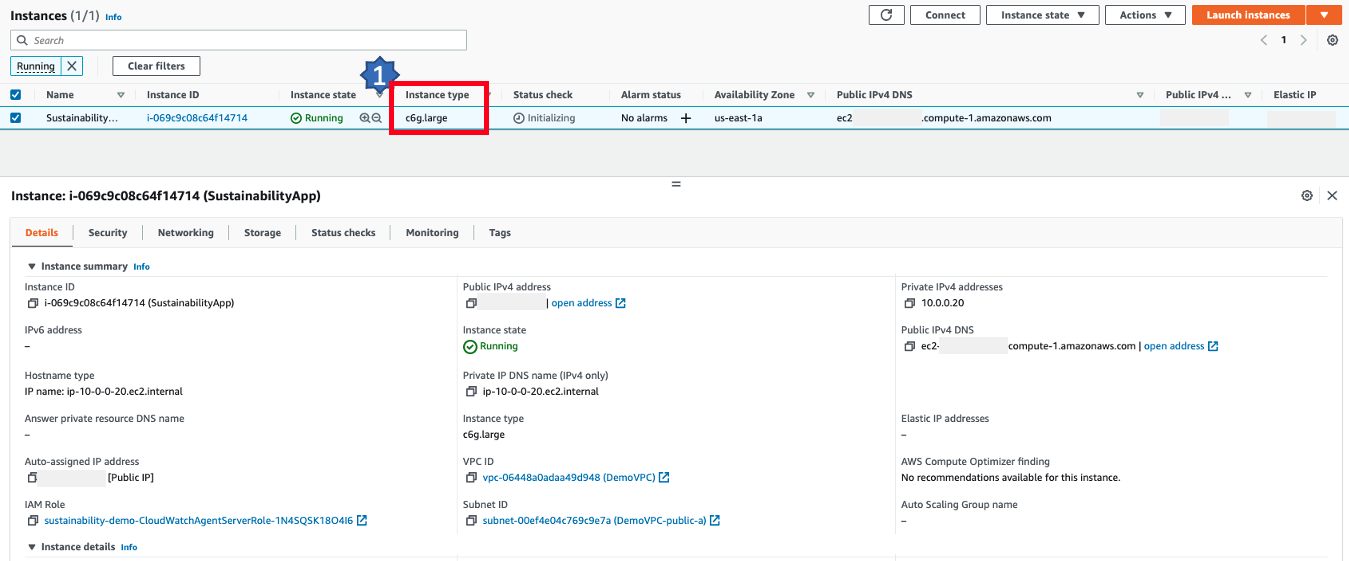 Instances (1/1) Info
Connect Instance state Actions Launch instances
Search
1
Running Clear filters
1
Name Instance ID Instance state Instance type Status check Alarm status Availability Zone Public IPv4 DNS Public IPv4 ... Elastic IP
Sustainability... i-069c9c08c64f14714 Running c6g.large Initializing No alarms + us-east-1a ec2 .compute-1.amazonaws.com
Instance: i-069c9c08c64f14714 (SustainabilityApp)
Details Security Networking Storage Status checks Monitoring Tags
Instance summary Info
Instance ID Public IPv4 address Private IPv4 addresses
i-069c9c08c64f14714 (SustainabilityApp) | open address 10.0.0.20
IPv6 address Instance state Public IPv4 DNS
– Running ec2- compute-1.amazonaws.com | open address
Hostname type Private IP DNS name (IPv4 only)
IP name: ip-10-0-0-20.ec2.internal ip-10-0-0-20.ec2.internal
Answer private resource DNS name Instance type Elastic IP addresses
– c6g.large –
Auto-assigned IP address VPC ID AWS Compute Optimizer finding
[Public IP] vpc-06448a0adaa49d948 (DemoVPC) No recommendations available for this instance.
IAM Role Subnet ID Auto Scaling Group name
sustainability-demo-CloudWatchAgentServerRole-1N4SQSK18O4I6 subnet-00ef4e04c769c9e7a (DemoVPC-public-a) –
Instance details Info